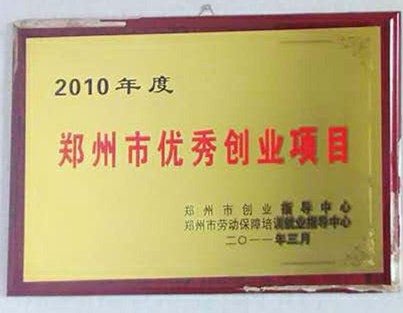 2010年度
郑州市优秀创业项目
郑州市创业指导中心
郑州市劳动保障培训就业指导中心
二〇一一年三月